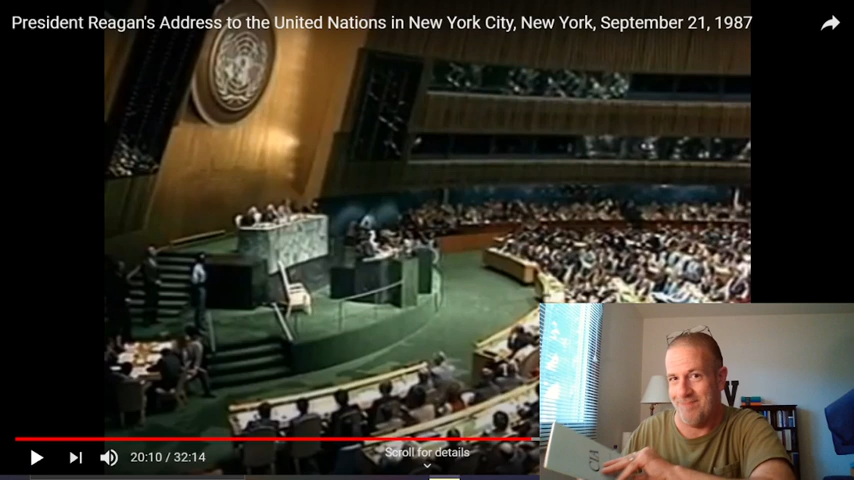 President Reagan's Address to the United Nations in New York City, New York, September 21, 1987
20:10 / 32:14
Scroll for details
CIA